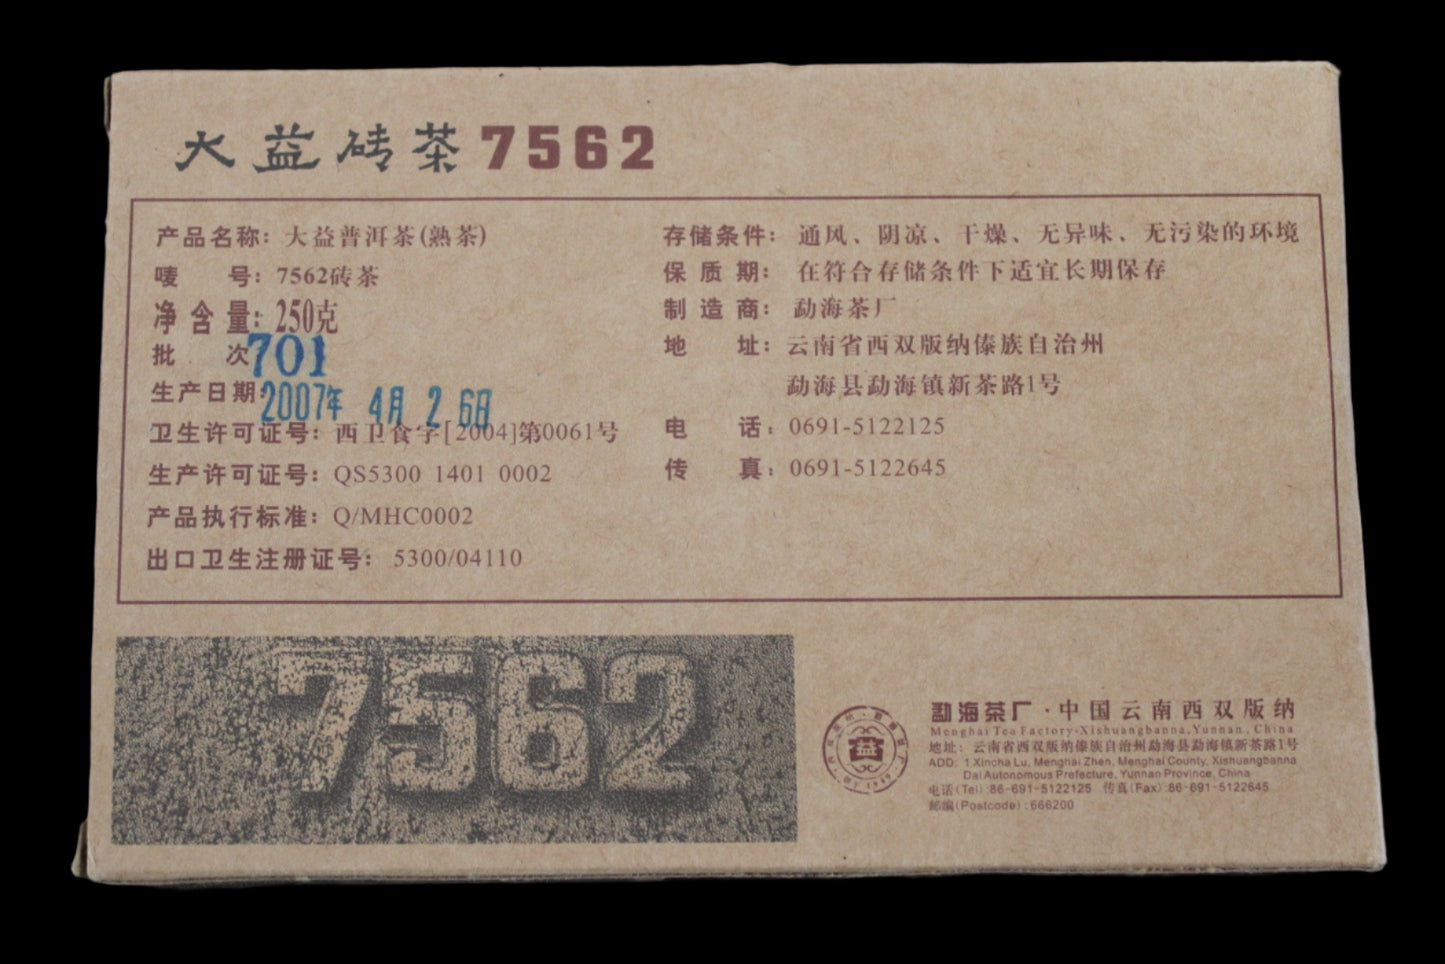 大益砖茶7562
产品名称：大益普洱茶(熟茶)
唛 号：7562砖茶
净含量：250克
批 次701
生产日期：2007年 4月 2 6日
卫生许可证号：西卫食字[2004]第0061号
生产许可证号：QS5300 1401 0002
产品执行标准：Q/MHC0002
出口卫生注册证号： 5300/04110
存储条件：通风、阴凉、干燥、无异味、无污染的环境
保质期：在符合存储条件下适宜长期保存
制造商：勐海茶厂
地 址：云南省西双版纳傣族自治州
勐海县勐海镇新茶路1号
电 话：0691-5122125
传 真：0691-5122645
7562
益
勐海茶厂·中国云南西双版纳
Menghai Tea Factory·Xishuangbanna, Yunnan, China
地址：云南省西双版纳傣族自治州勐海县勐海镇新茶路1号
ADD: 1 Xincha Lu, Menghai Zhen, Menghai County, Xishuangbanna
Dai Autonomous Prefecture, Yunnan Province, China
电话(Tel):86-691-5122125 传真(Fax):86-691-5122645
邮编(Postcode):666200